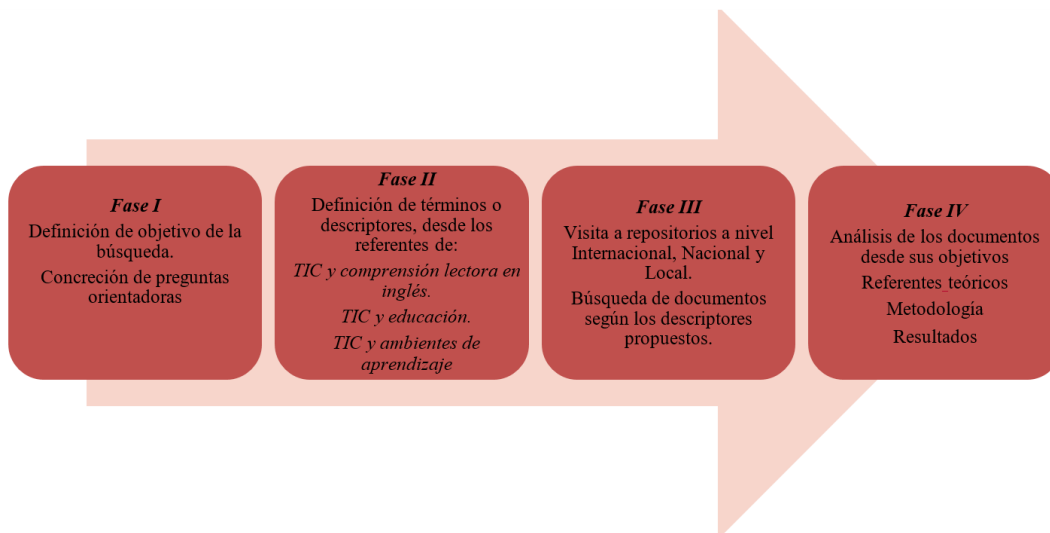 Fase I
Definición de objetivo de la
búsqueda.
Concreción de preguntas
orientadoras
Fase II
Definición de términos o
descriptores, desde los
referentes de:
TIC y comprensión lectora en
inglés.
TIC y educación.
TIC y ambientes de
aprendizaje
Fase III
Visita a repositorios a nivel
Internacional, Nacional y
Local.
Búsqueda de documentos
según los descriptores
propuestos.
Fase IV
Análisis de los documentos
desde sus objetivos
Referentes teóricos
Metodología
Resultados